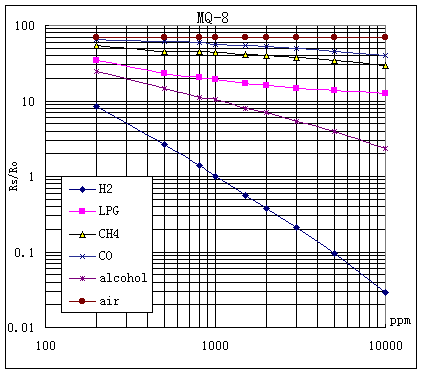 MQ-8
100
10
1
0.1
0.01
Rs/Ro
H2
LPG
CH4
CO
alcohol
air
ppm
100
1000
10000